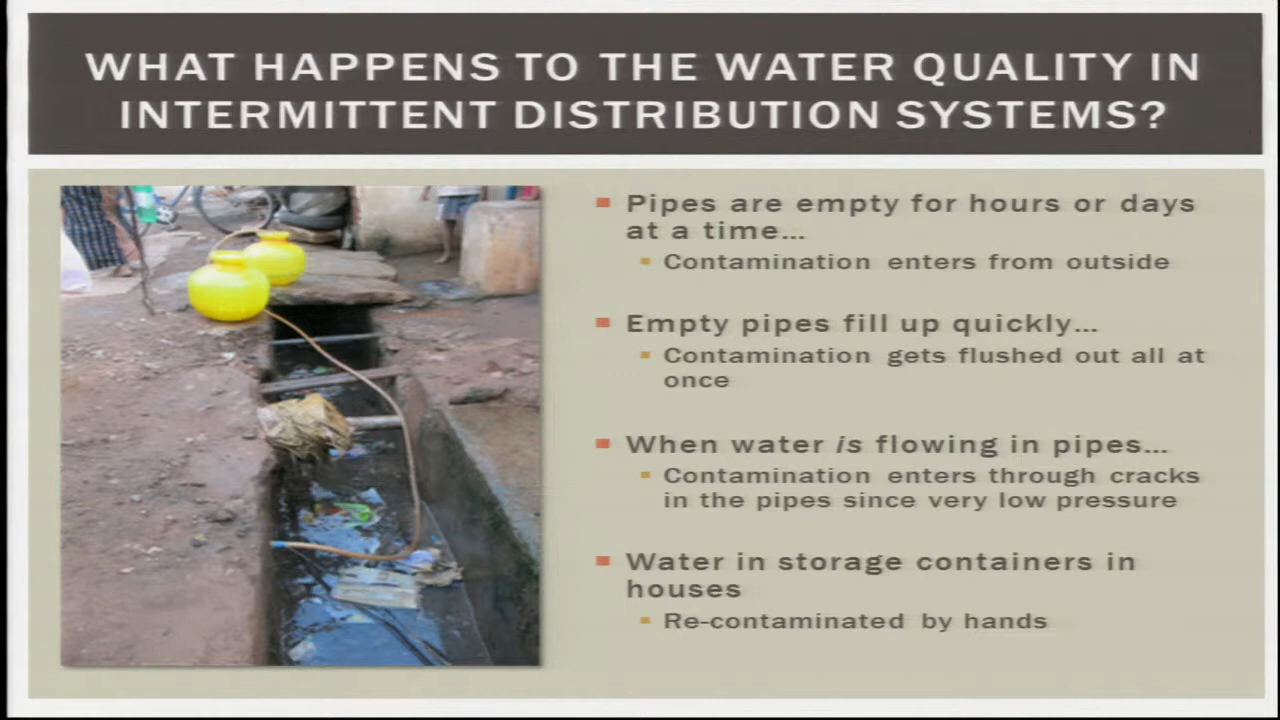 WHAT HAPPENS TO THE WATER QUALITY IN
INTERMITTENT DISTRIBUTION SYSTEMS?
Pipes are empty for hours or days
at a time…
Contamination enters from outside
Empty pipes fill up quickly…
Contamination gets flushed out all at
once
When water is flowing in pipes…
Contamination enters through cracks
in the pipes since very low pressure
Water in storage containers in
houses
Re-contaminated by hands